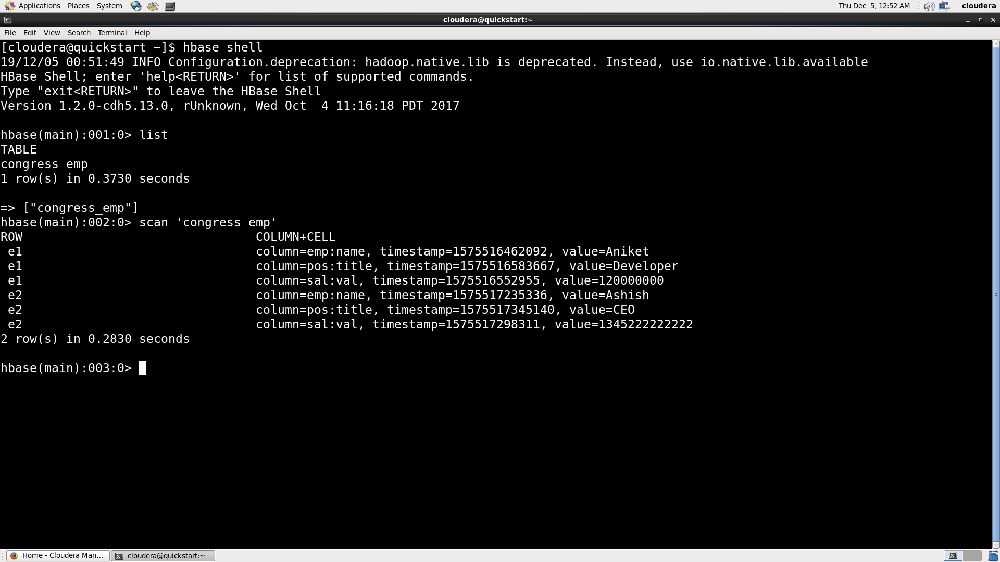 Applications Places System Thu Dec 5, 12:52 AM cloudera
cloudera@quickstart:~
File Edit View Search Terminal Help
[cloudera@quickstart ~]$ hbase shell
19/12/05 00:51:49 INFO Configuration.deprecation: hadoop.native.lib is deprecated. Instead, use io.native.lib.available
HBase Shell; enter 'help<RETURN>' for list of supported commands.
Type "exit<RETURN>" to leave the HBase Shell
Version 1.2.0-cdh5.13.0, rUnknown, Wed Oct  4 11:16:18 PDT 2017
hbase(main):001:0> list
TABLE
congress_emp
1 row(s) in 0.3730 seconds
=> ["congress_emp"]
hbase(main):002:0> scan 'congress_emp'
ROW COLUMN+CELL
e1 column=emp:name, timestamp=1575516462092, value=Aniket
e1 column=pos:title, timestamp=1575516583667, value=Developer
e1 column=sal:val, timestamp=1575516552955, value=120000000
e2 column=emp:name, timestamp=1575517235336, value=Ashish
e2 column=pos:title, timestamp=1575517345140, value=CEO
e2 column=sal:val, timestamp=1575517298311, value=1345222222222
2 row(s) in 0.2830 seconds
hbase(main):003:0>
Home - Cloudera Man... cloudera@quickstart:~